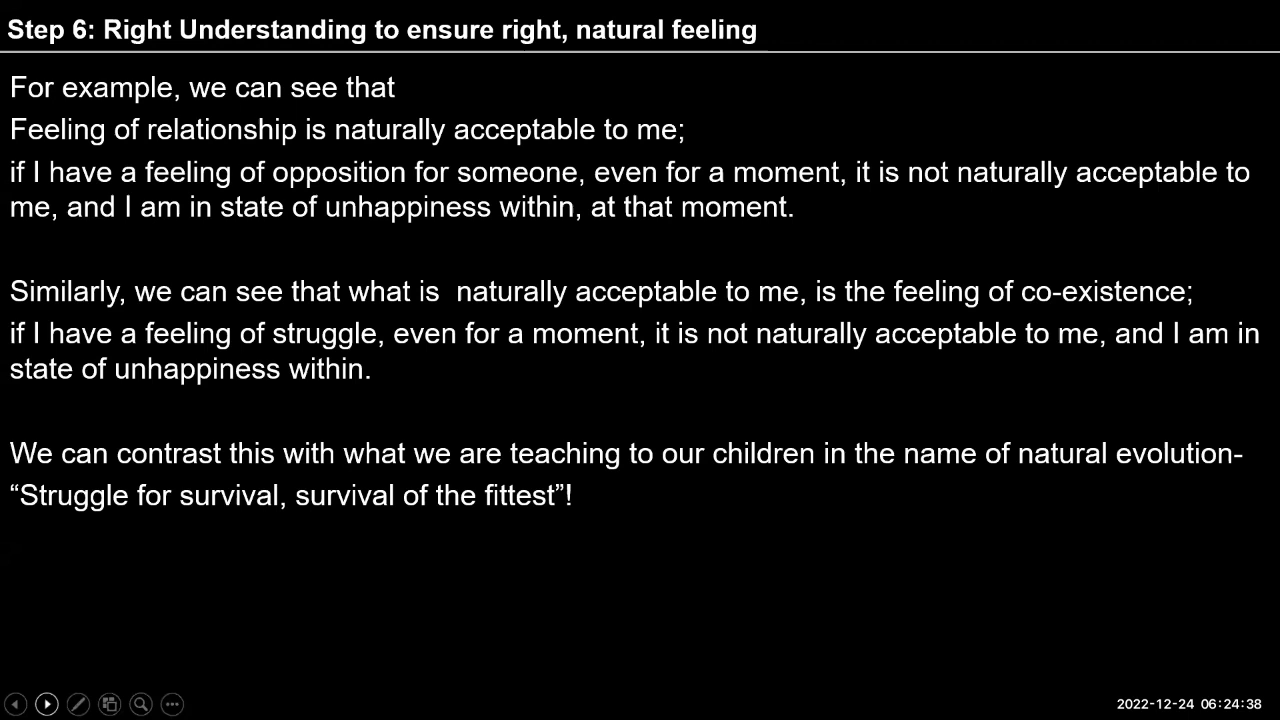 Step 6: Right Understanding to ensure right, natural feeling
For example, we can see that
Feeling of relationship is naturally acceptable to me;
if I have a feeling of opposition for someone, even for a moment, it is not naturally acceptable to
me, and I am in state of unhappiness within, at that moment.
Similarly, we can see that what is  naturally acceptable to me, is the feeling of co-existence;
if I have a feeling of struggle, even for a moment, it is not naturally acceptable to me, and I am in
state of unhappiness within.
We can contrast this with what we are teaching to our children in the name of natural evolution-
“Struggle for survival, survival of the fittest”!
2022-12-24 06:24:38